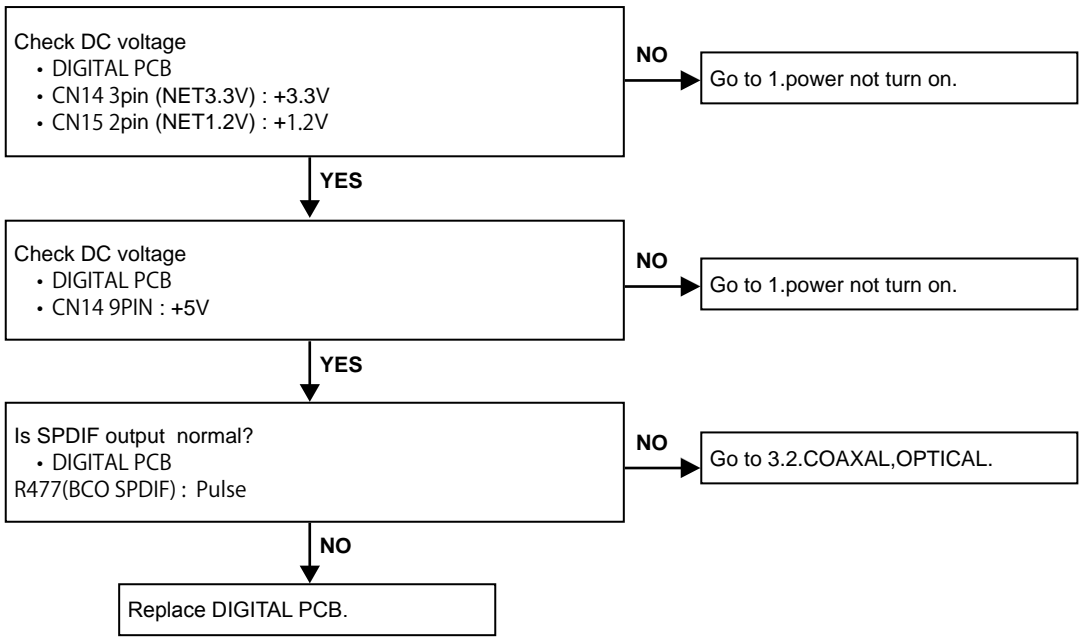 Check DC voltage
• DIGITAL PCB
• CN14 3pin (NET3.3V) : +3.3V
• CN15 2pin (NET1.2V) : +1.2V
NO
Go to 1.power not turn on.
YES
Check DC voltage
• DIGITAL PCB
• CN14 9PIN : +5V
NO
Go to 1.power not turn on.
YES
Is SPDIF output normal?
• DIGITAL PCB
R477(BCO SPDIF) : Pulse
NO
Go to 3.2.COAXAL,OPTICAL.
NO
Replace DIGITAL PCB.